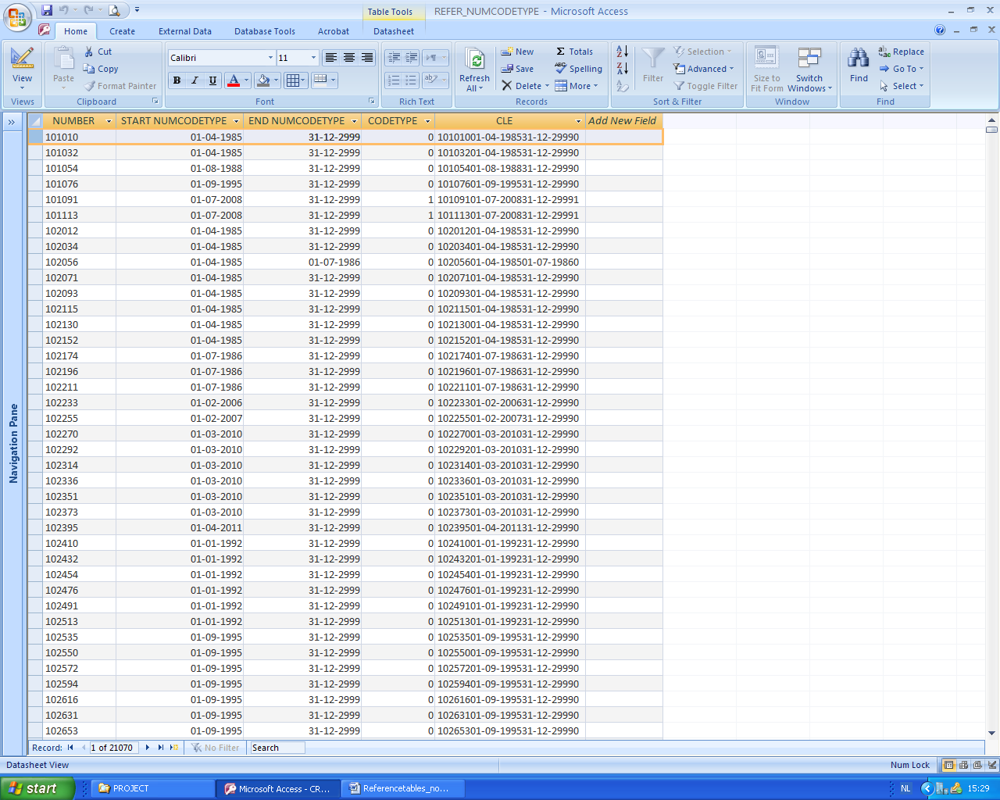 Table Tools REFER_NUMCODETYPE - Microsoft Access
Home Create External Data Database Tools Acrobat Datasheet
View Paste Cut Copy Format Painter
Calibri 11
B I U A
Refresh All New Save Delete Σ Totals Spelling More
Filter Selection Advanced Toggle Filter
Size to Fit Form Switch Windows
Find Replace Go To Select
Views Clipboard Font Rich Text Records Sort & Filter Window Find
NUMBER START NUMCODETYPE END NUMCODETYPE CODETYPE CLE Add New Field
101010 01-04-1985 31-12-2999 0 10101001-04-198531-12-29990
101032 01-04-1985 31-12-2999 0 10103201-04-198531-12-29990
101054 01-08-1988 31-12-2999 0 10105401-08-198831-12-29990
101076 01-09-1995 31-12-2999 0 10107601-09-199531-12-29990
101091 01-07-2008 31-12-2999 1 10109101-07-200831-12-29991
101113 01-07-2008 31-12-2999 1 10111301-07-200831-12-29991
102012 01-04-1985 31-12-2999 0 10201201-04-198531-12-29990
102034 01-04-1985 31-12-2999 0 10203401-04-198531-12-29990
102056 01-04-1985 01-07-1986 0 10205601-04-198501-07-19860
102071 01-04-1985 31-12-2999 0 10207101-04-198531-12-29990
102093 01-04-1985 31-12-2999 0 10209301-04-198531-12-29990
102115 01-04-1985 31-12-2999 0 10211501-04-198531-12-29990
102130 01-04-1985 31-12-2999 0 10213001-04-198531-12-29990
102152 01-04-1985 31-12-2999 0 10215201-04-198531-12-29990
102174 01-07-1986 31-12-2999 0 10217401-07-198631-12-29990
102196 01-07-1986 31-12-2999 0 10219601-07-198631-12-29990
102211 01-07-1986 31-12-2999 0 10221101-07-198631-12-29990
102233 01-02-2006 31-12-2999 0 10223301-02-200631-12-29990
102255 01-02-2007 31-12-2999 0 10225501-02-200731-12-29990
102270 01-03-2010 31-12-2999 0 10227001-03-201031-12-29990
102292 01-03-2010 31-12-2999 0 10229201-03-201031-12-29990
102314 01-03-2010 31-12-2999 0 10231401-03-201031-12-29990
102336 01-03-2010 31-12-2999 0 10233601-03-201031-12-29990
102351 01-03-2010 31-12-2999 0 10235101-03-201031-12-29990
102373 01-03-2010 31-12-2999 0 10237301-03-201031-12-29990
102395 01-04-2011 31-12-2999 0 10239501-04-201131-12-29990
102410 01-01-1992 31-12-2999 0 10241001-01-199231-12-29990
102432 01-01-1992 31-12-2999 0 10243201-01-199231-12-29990
102454 01-01-1992 31-12-2999 0 10245401-01-199231-12-29990
102476 01-01-1992 31-12-2999 0 10247601-01-199231-12-29990
102491 01-01-1992 31-12-2999 0 10249101-01-199231-12-29990
102513 01-01-1992 31-12-2999 0 10251301-01-199231-12-29990
102535 01-09-1995 31-12-2999 0 10253501-09-199531-12-29990
102550 01-09-1995 31-12-2999 0 10255001-09-199531-12-29990
102572 01-09-1995 31-12-2999 0 10257201-09-199531-12-29990
102594 01-09-1995 31-12-2999 0 10259401-09-199531-12-29990
102616 01-09-1995 31-12-2999 0 10261601-09-199531-12-29990
102631 01-09-1995 31-12-2999 0 10263101-09-199531-12-29990
102653 01-09-1995 31-12-2999 0 10265301-09-199531-12-29990
Navigation Pane
Record: 1 of 21070 No Filter Search
Datasheet View Num Lock
start PROJECT Microsoft Access - CR... Referencetables_no... NL 15:29